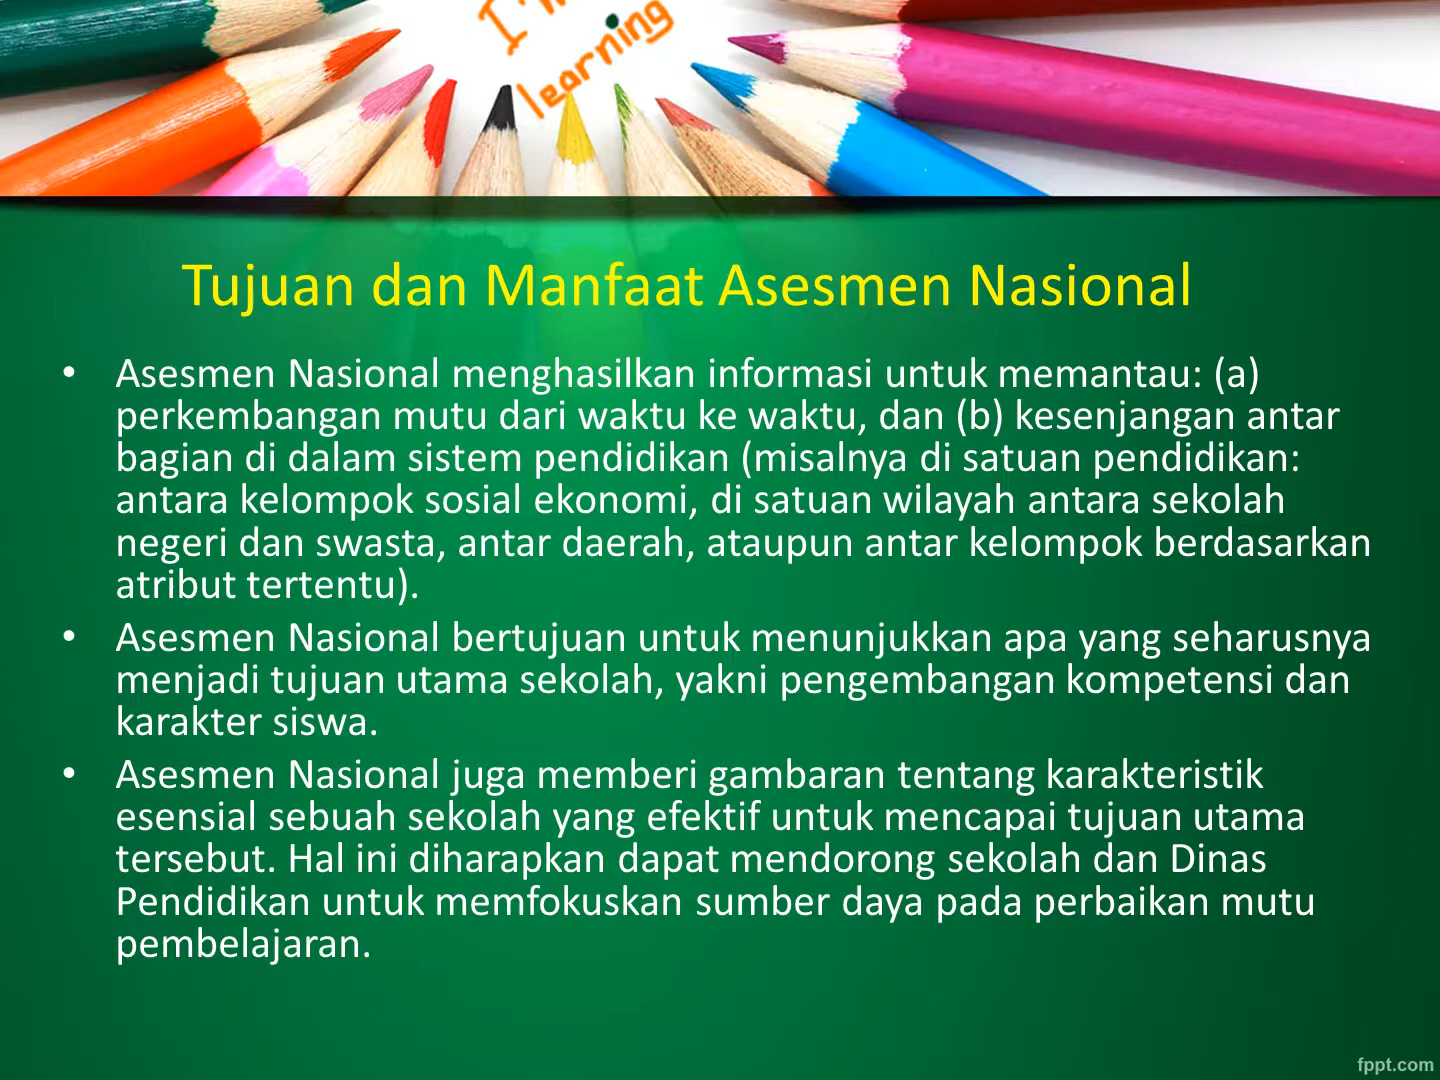 I'm
learning
Tujuan dan Manfaat Asesmen Nasional
• Asesmen Nasional menghasilkan informasi untuk memantau: (a)
perkembangan mutu dari waktu ke waktu, dan (b) kesenjangan antar
bagian di dalam sistem pendidikan (misalnya di satuan pendidikan:
antara kelompok sosial ekonomi, di satuan wilayah antara sekolah
negeri dan swasta, antar daerah, ataupun antar kelompok berdasarkan
atribut tertentu).
• Asesmen Nasional bertujuan untuk menunjukkan apa yang seharusnya
menjadi tujuan utama sekolah, yakni pengembangan kompetensi dan
karakter siswa.
• Asesmen Nasional juga memberi gambaran tentang karakteristik
esensial sebuah sekolah yang efektif untuk mencapai tujuan utama
tersebut. Hal ini diharapkan dapat mendorong sekolah dan Dinas
Pendidikan untuk memfokuskan sumber daya pada perbaikan mutu
pembelajaran.
fppt.com